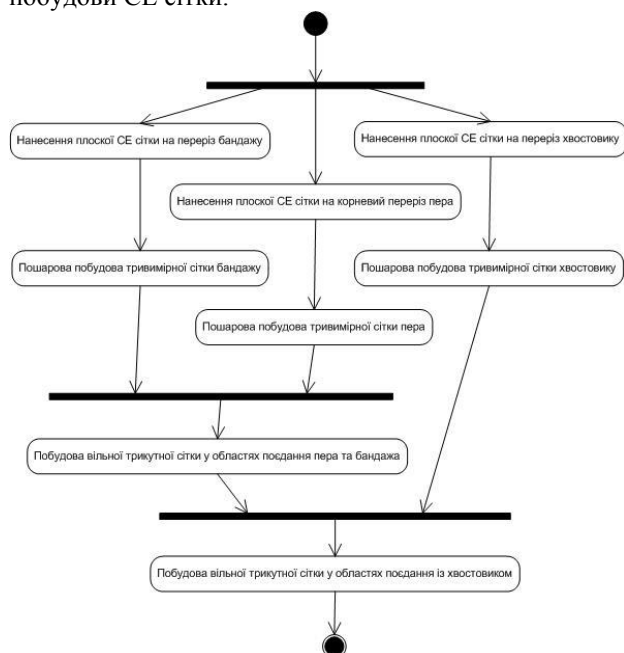 побудови СЕ сітки.
Нанесення плоскої СЕ сітки на переріз бандажу
Нанесення плоскої СЕ сітки на переріз хвостовику
Нанесення плоскої СЕ сітки на корневий переріз пера
Пошарова побудова тривимірної сітки бандажу
Пошарова побудова тривимірної сітки хвостовику
Пошарова побудова тривимірної сітки пера
Побудова вільної трикутної сітки у областях поєдання пера та бандажа
Побудова вільної трикутної сітки у областях поєдання із хвостовиком